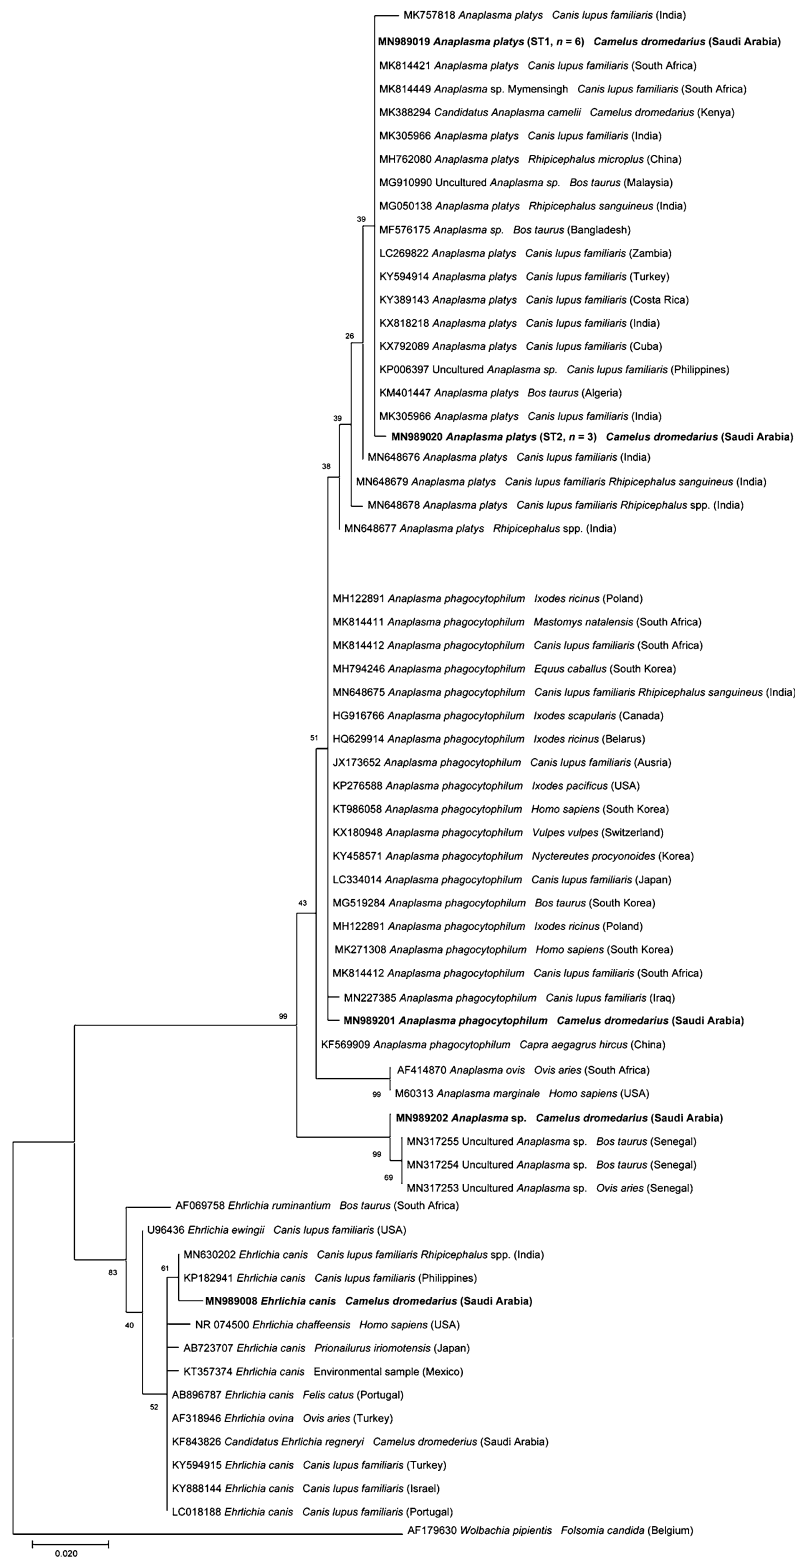 MK757818 Anaplasma platys Canis lupus familiaris (India)
MN989019 Anaplasma platys (ST1, n = 6) Camelus dromedarius (Saudi Arabia)
MK814421 Anaplasma platys Canis lupus familiaris (South Africa)
MK814449 Anaplasma sp. Mymensingh Canis lupus familiaris (South Africa)
MK388294 Candidatus Anaplasma camelii Camelus dromedarius (Kenya)
MK305966 Anaplasma platys Canis lupus familiaris (India)
MH762080 Anaplasma platys Rhipicephalus microplus (China)
MG910990 Uncultured Anaplasma sp. Bos taurus (Malaysia)
MG050138 Anaplasma platys Rhipicephalus sanguineus (India)
39
MF576175 Anaplasma sp. Bos taurus (Bangladesh)
LC269822 Anaplasma platys Canis lupus familiaris (Zambia)
KY594914 Anaplasma platys Canis lupus familiaris (Turkey)
KY389143 Anaplasma platys Canis lupus familiaris (Costa Rica)
KX818218 Anaplasma platys Canis lupus familiaris (India)
26
KX792089 Anaplasma platys Canis lupus familiaris (Cuba)
KP006397 Uncultured Anaplasma sp. Canis lupus familiaris (Philippines)
KM401447 Anaplasma platys Bos taurus (Algeria)
MK305966 Anaplasma platys Canis lupus familiaris (India)
39
MN989020 Anaplasma platys (ST2, n = 3) Camelus dromedarius (Saudi Arabia)
MN648676 Anaplasma platys Canis lupus familiaris (India)
38
MN648679 Anaplasma platys Canis lupus familiaris Rhipicephalus sanguineus (India)
MN648678 Anaplasma platys Canis lupus familiaris Rhipicephalus spp. (India)
MN648677 Anaplasma platys Rhipicephalus spp. (India)
MH122891 Anaplasma phagocytophilum Ixodes ricinus (Poland)
MK814411 Anaplasma phagocytophilum Mastomys natalensis (South Africa)
MK814412 Anaplasma phagocytophilum Canis lupus familiaris (South Africa)
MH794246 Anaplasma phagocytophilum Equus caballus (South Korea)
MN648675 Anaplasma phagocytophilum Canis lupus familiaris Rhipicephalus sanguineus (India)
HG916766 Anaplasma phagocytophilum Ixodes scapularis (Canada)
51
HQ629914 Anaplasma phagocytophilum Ixodes ricinus (Belarus)
JX173652 Anaplasma phagocytophilum Canis lupus familiaris (Ausria)
KP276588 Anaplasma phagocytophilum Ixodes pacificus (USA)
KT986058 Anaplasma phagocytophilum Homo sapiens (South Korea)
KX180948 Anaplasma phagocytophilum Vulpes vulpes (Switzerland)
KY458571 Anaplasma phagocytophilum Nyctereutes procyonoides (Korea)
LC334014 Anaplasma phagocytophilum Canis lupus familiaris (Japan)
43
MG519284 Anaplasma phagocytophilum Bos taurus (South Korea)
MH122891 Anaplasma phagocytophilum Ixodes ricinus (Poland)
MK271308 Anaplasma phagocytophilum Homo sapiens (South Korea)
MK814412 Anaplasma phagocytophilum Canis lupus familiaris (South Africa)
MN227385 Anaplasma phagocytophilum Canis lupus familiaris (Iraq)
99
MN989201 Anaplasma phagocytophilum Camelus dromedarius (Saudi Arabia)
KF569909 Anaplasma phagocytophilum Capra aegagrus hircus (China)
AF414870 Anaplasma ovis Ovis aries (South Africa)
99
M60313 Anaplasma marginale Homo sapiens (USA)
MN989202 Anaplasma sp. Camelus dromedarius (Saudi Arabia)
MN317255 Uncultured Anaplasma sp. Bos taurus (Senegal)
99
MN317254 Uncultured Anaplasma sp. Bos taurus (Senegal)
69
MN317253 Uncultured Anaplasma sp. Ovis aries (Senegal)
AF069758 Ehrlichia ruminantium Bos taurus (South Africa)
U96436 Ehrlichia ewingii Canis lupus familiaris (USA)
MN630202 Ehrlichia canis Canis lupus familiaris Rhipicephalus spp. (India)
83
61
KP182941 Ehrlichia canis Canis lupus familiaris (Philippines)
MN989008 Ehrlichia canis Camelus dromedarius (Saudi Arabia)
40
NR 074500 Ehrlichia chaffeensis Homo sapiens (USA)
AB723707 Ehrlichia canis Prionailurus iriomotensis (Japan)
KT357374 Ehrlichia canis Environmental sample (Mexico)
52
AB896787 Ehrlichia canis Felis catus (Portugal)
AF318946 Ehrlichia ovina Ovis aries (Turkey)
KF843826 Candidatus Ehrlichia regneryi Camelus dromederius (Saudi Arabia)
KY594915 Ehrlichia canis Canis lupus familiaris (Turkey)
KY888144 Ehrlichia canis Canis lupus familiaris (Israel)
LC018188 Ehrlichia canis Canis lupus familiaris (Portugal)
AF179630 Wolbachia pipientis Folsomia candida (Belgium)
0.020